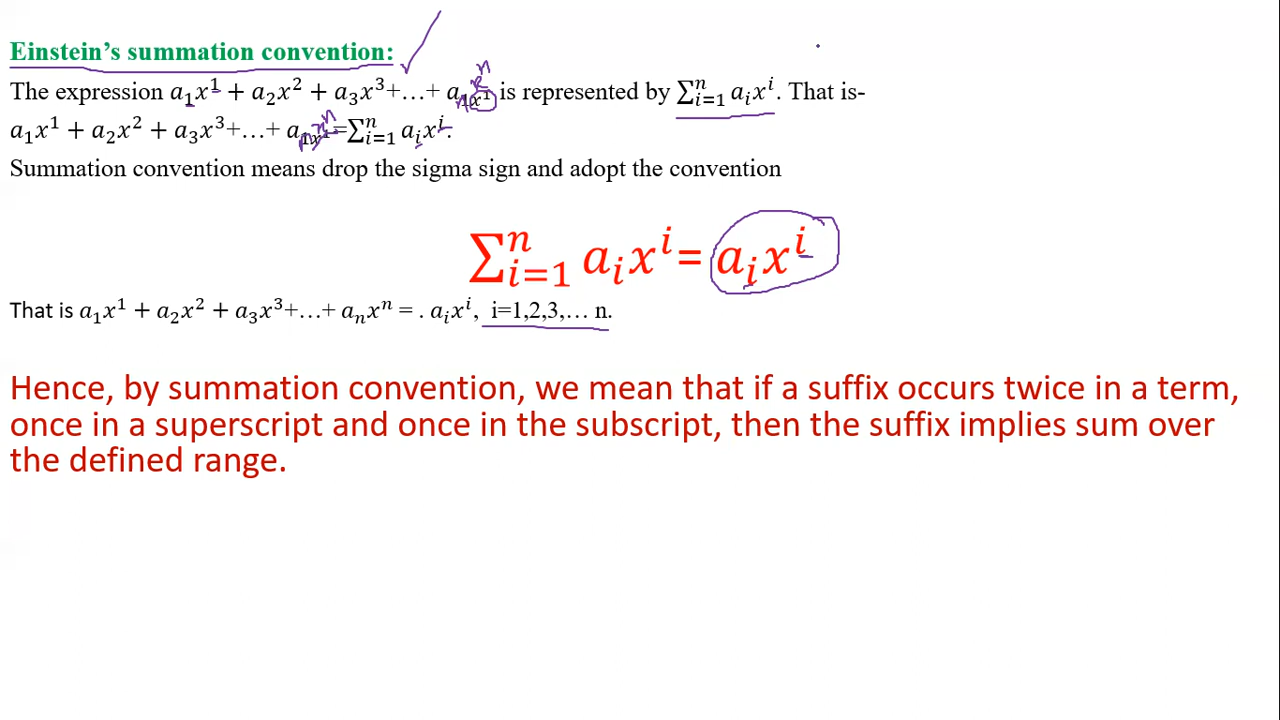 Einstein's summation convention:
The expression a₁x¹ + a₂x² + a₃x³+…+ aₙxⁿ is represented by ∑ⁿᵢ₌₁ aᵢxⁱ. That is-
a₁x¹ + a₂x² + a₃x³+…+ aₙxⁿ=∑ⁿᵢ₌₁ aᵢxⁱ.
Summation convention means drop the sigma sign and adopt the convention
∑ⁿᵢ₌₁ aᵢxⁱ= aᵢxⁱ
That is a₁x¹ + a₂x² + a₃x³+…+ aₙxⁿ = . aᵢxⁱ, i=1,2,3,… n.
Hence, by summation convention, we mean that if a suffix occurs twice in a term,
once in a superscript and once in the subscript, then the suffix implies sum over
the defined range.